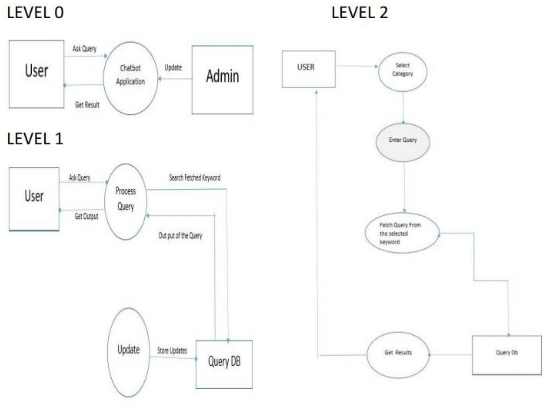 LEVEL 0
User
Ask Query
Get Result
Chatbot
Application
Update
Admin
LEVEL 1
User
Ask Query
Get Output
Process
Query
Search Fetched Keyword
Out put of the Query
Update
Store Updates
Query DB
LEVEL 2
USER
Select
Category
Enter Query
Fetch Query From
the selected
keyword
Get Results
Query Db